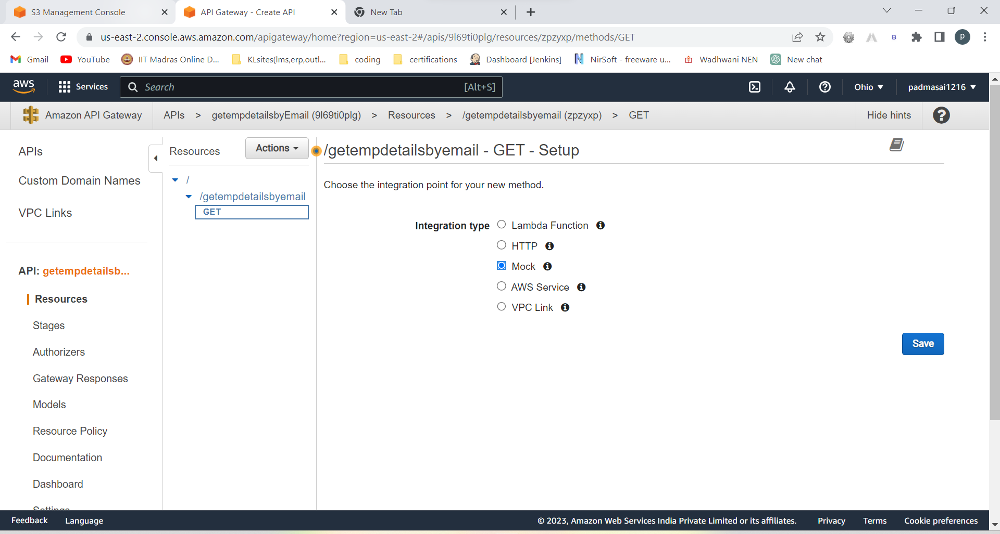 S3 Management Console
API Gateway - Create API
New Tab
us-east-2.console.aws.amazon.com/apigateway/home?region=us-east-2#/apis/9l69ti0plg/resources/zpzyxp/methods/GET
B
p
Gmail
YouTube
IIT Madras Online D...
KLsites(lms,erp,outl...
coding
certifications
Dashboard [Jenkins]
NirSoft - freeware u...
Wadhwani NEN
New chat
aws
Services
Search
[Alt+S]
Ohio
padmasai1216
Amazon API Gateway
APIs > getempdetailsbyEmail (9l69ti0plg) > Resources > /getempdetailsbyemail (zpzyxp) > GET
Hide hints
APIs
Custom Domain Names
VPC Links
API: getempdetailsb...
Resources
Stages
Authorizers
Gateway Responses
Models
Resource Policy
Documentation
Dashboard
Settings
Resources
Actions
/
/getempdetailsbyemail
GET
/getempdetailsbyemail - GET - Setup
Choose the integration point for your new method.
Integration type
Lambda Function
HTTP
Mock
AWS Service
VPC Link
Save
Feedback
Language
© 2023, Amazon Web Services India Private Limited or its affiliates.
Privacy
Terms
Cookie preferences